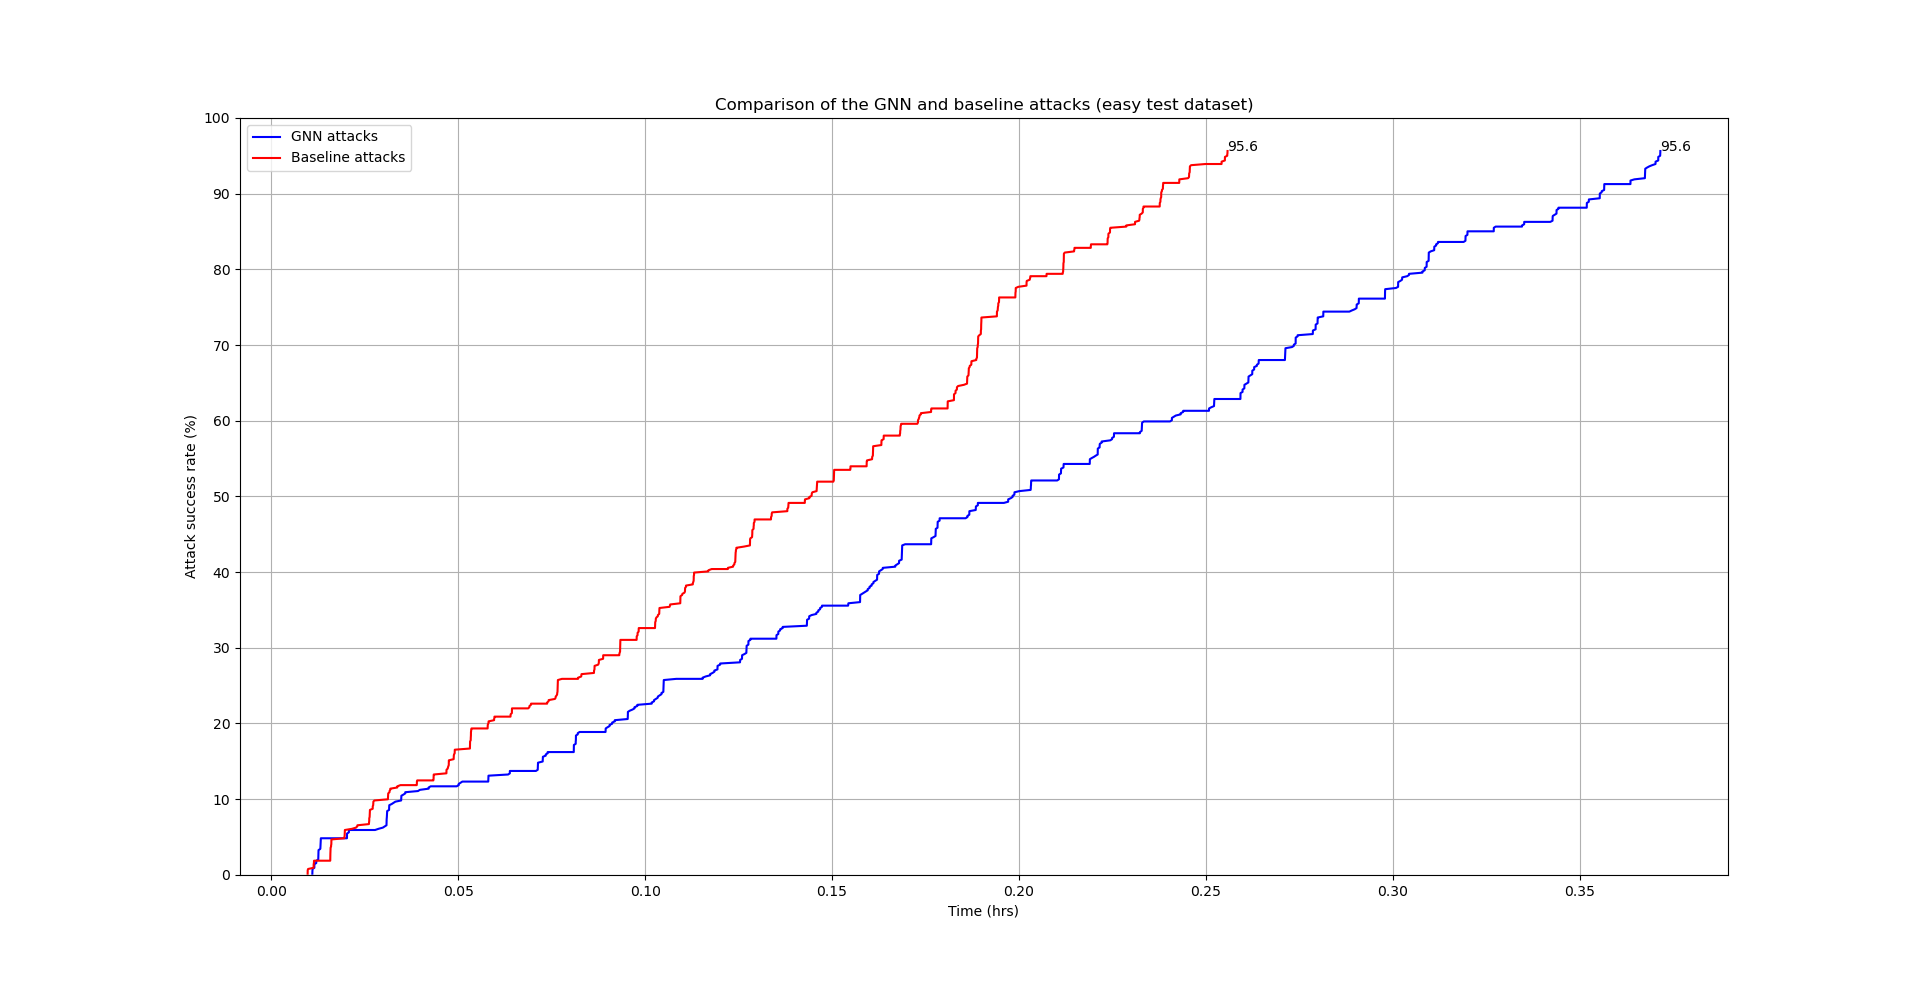 Comparison of the GNN and baseline attacks (easy test dataset)
GNN attacks
Baseline attacks
95.6
95.6
100
90
80
70
60
50
40
30
20
10
0
Attack success rate (%)
0.00 0.05 0.10 0.15 0.20 0.25 0.30 0.35
Time (hrs)